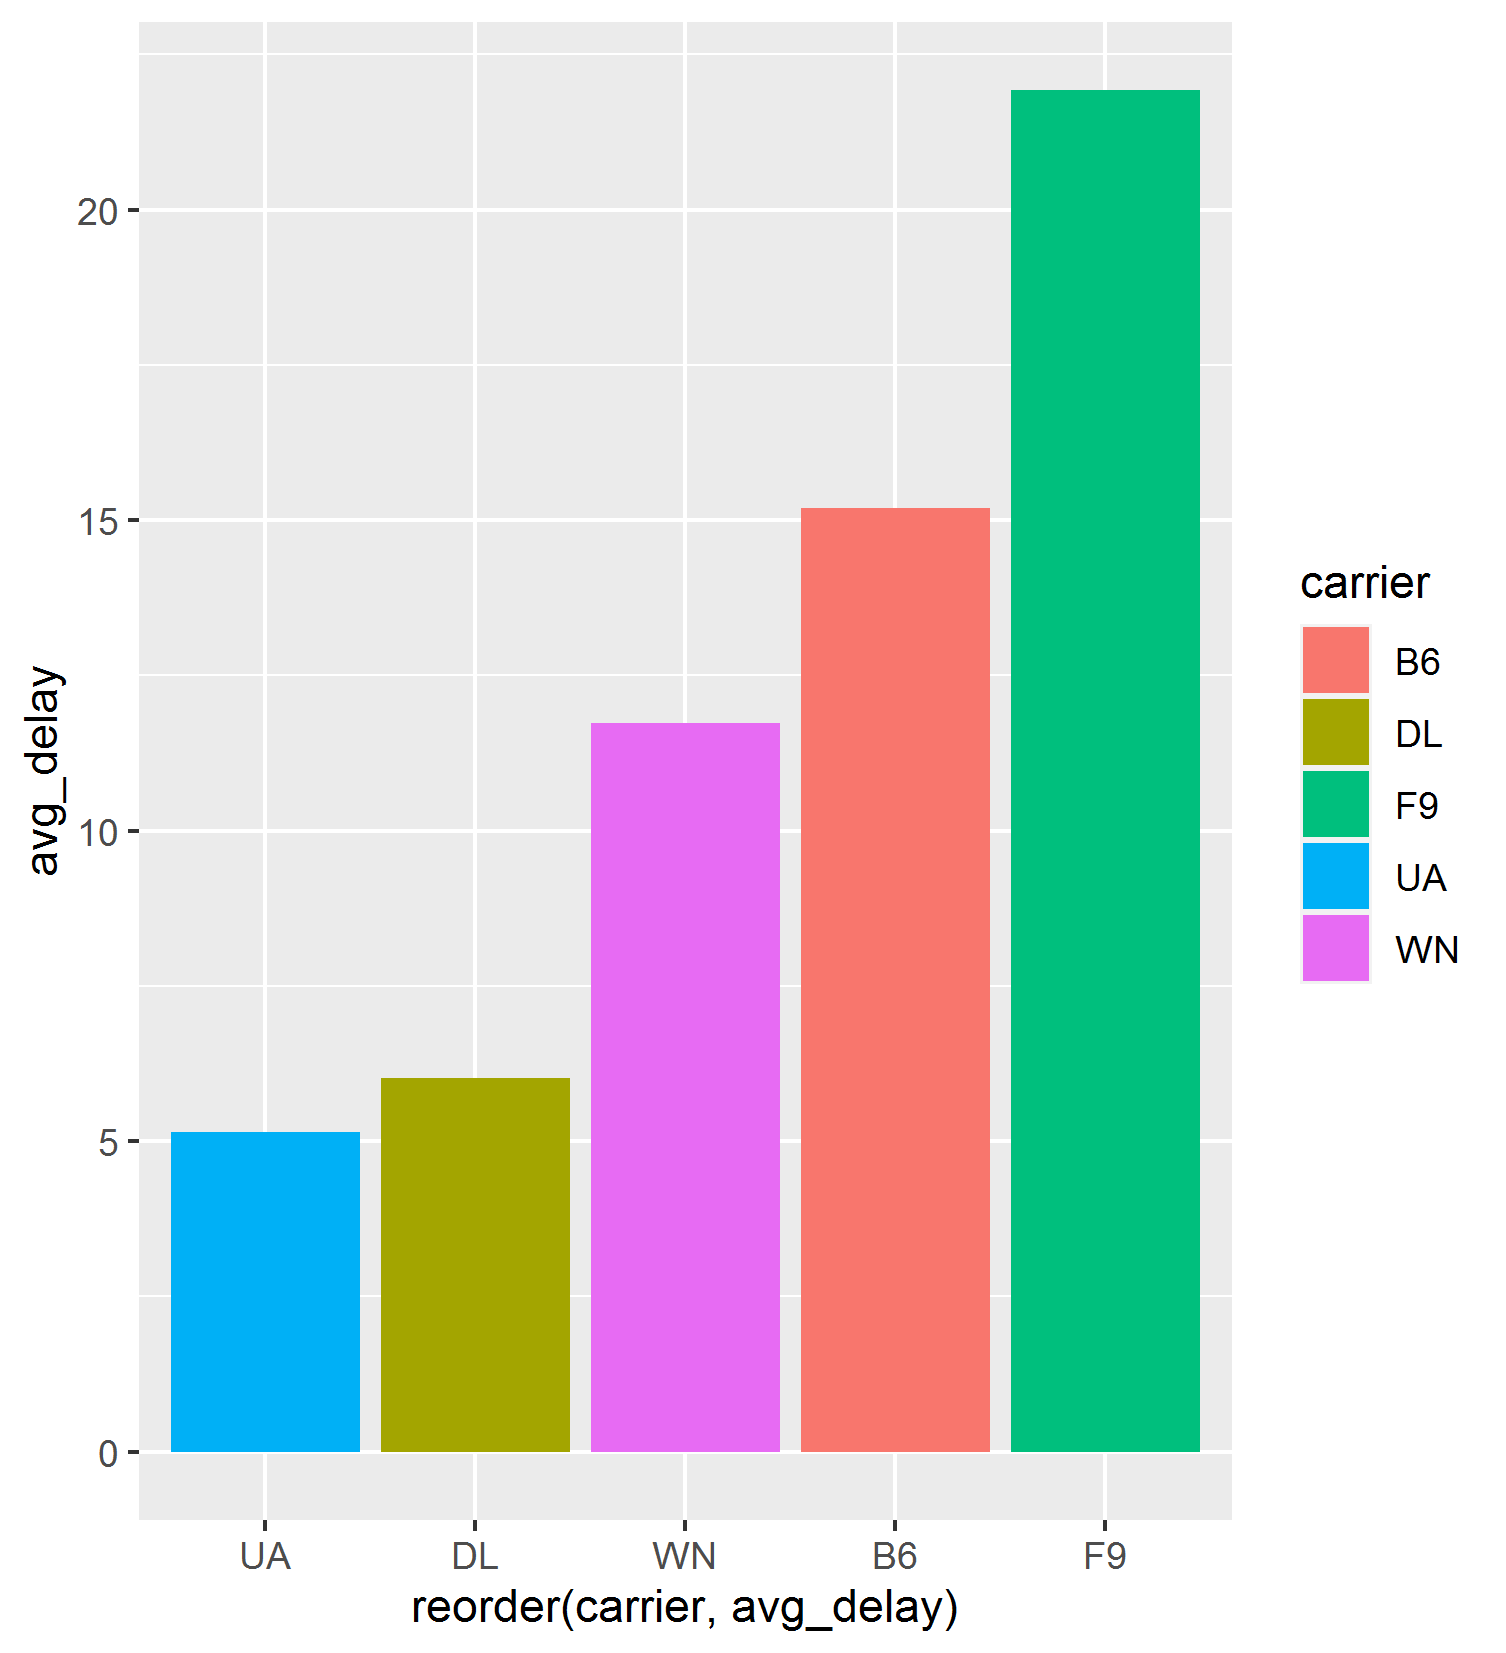 20
15
10
5
0
avg_delay
UA DL WN B6 F9
reorder(carrier, avg_delay)
carrier
B6
DL
F9
UA
WN